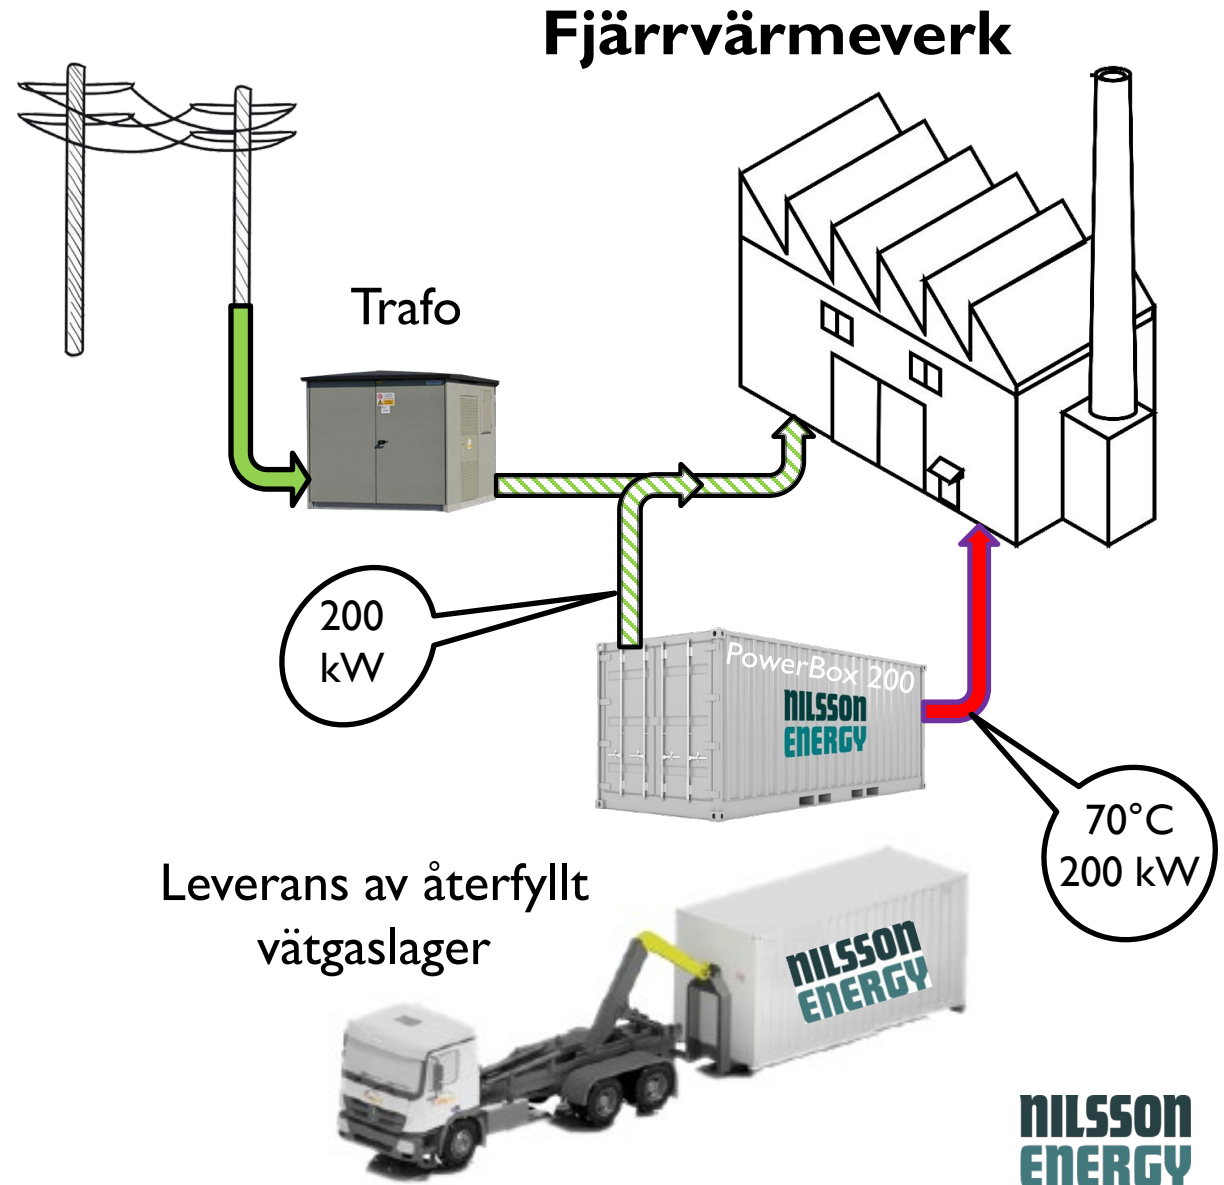 Fjärrvärmeverk
Trafo
200
kW
PowerBox 200
NILSSON
ENERGY
70°C
200 kW
Leverans av återfyllt
vätgaslager
NILSSON
ENERGY
NILSSON
ENERGY